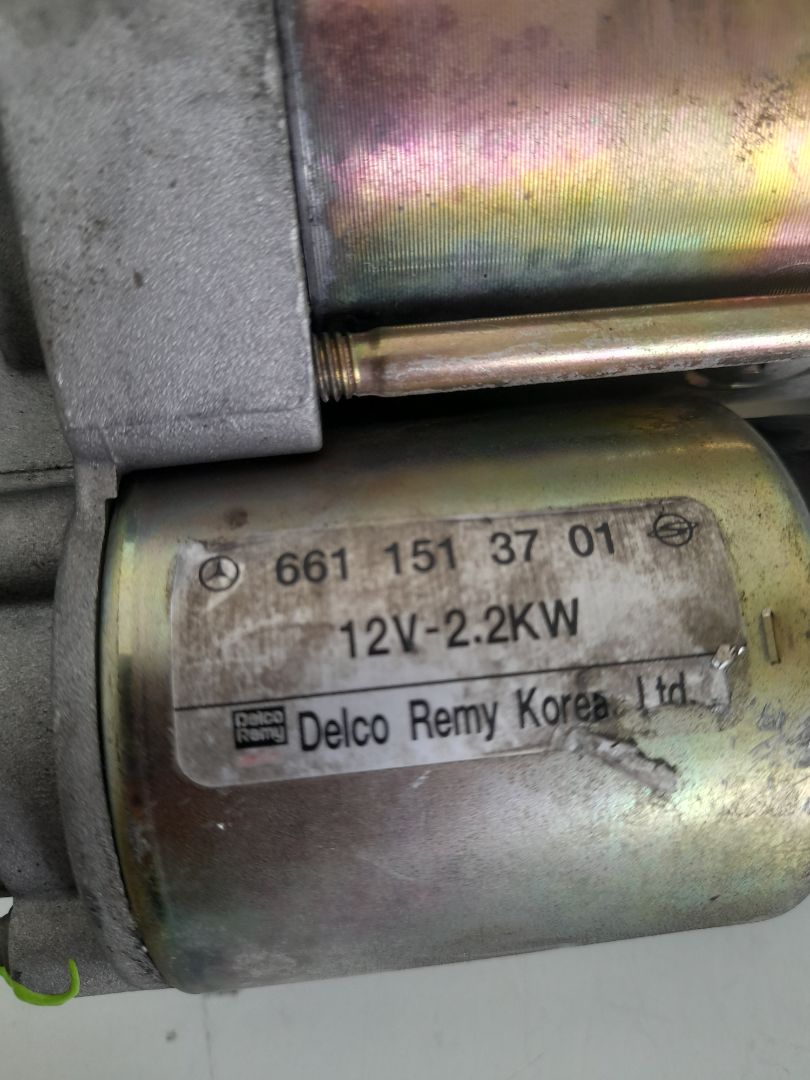 661 151 37 01
12V-2.2KW
Delco Remy Delco Remy Korea Ltd.